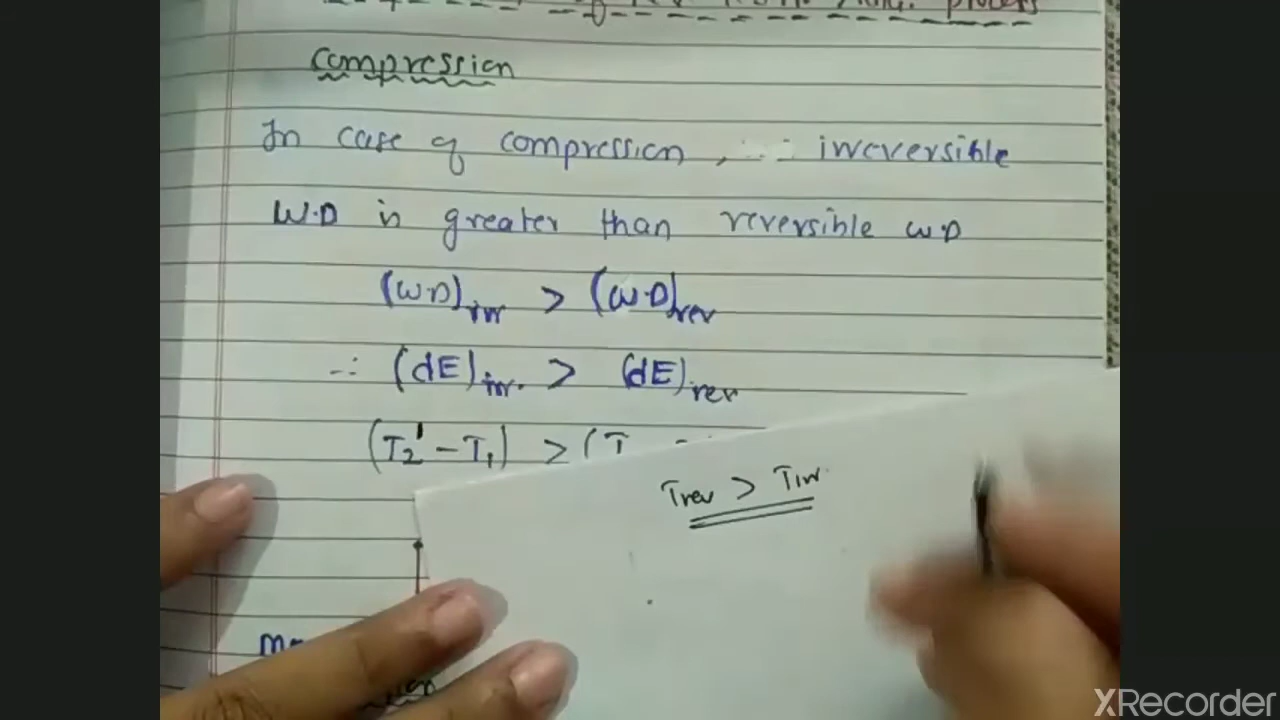 process
Compression
In case of compression, irreversible
W.D is greater than reversible W.D
(W.D)irr > (W.D)rev
∴ (dE)irr. > (dE)rev
(T2' - T1) > (T
Trev > Tirr
XRecorder